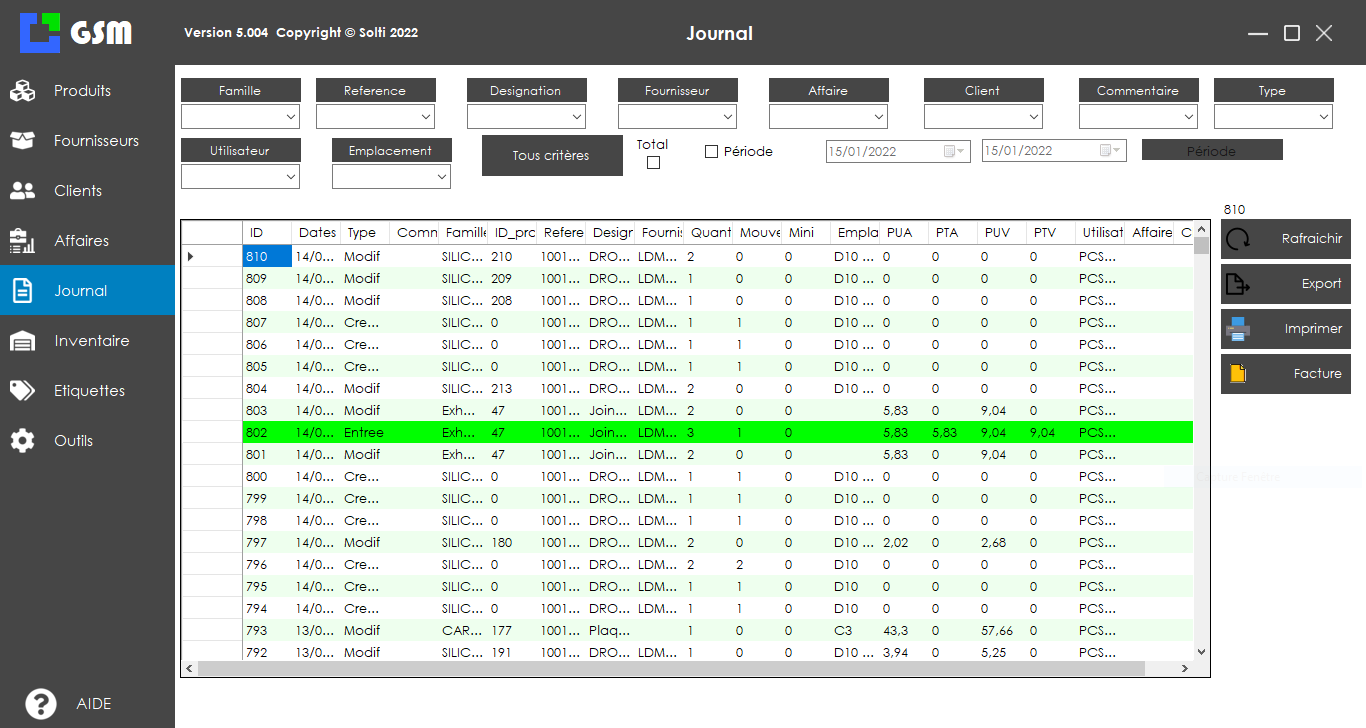 GSM
Version 5.004 Copyright © Solti 2022
Journal
Produits
Fournisseurs
Clients
Affaires
Journal
Inventaire
Etiquettes
Outils
AIDE
Famille Reference Designation Fournisseur Affaire Client Commentaire Type
Utilisateur Emplacement Tous critères Total Période 15/01/2022 15/01/2022 Période
810
Rafraichir
Export
Imprimer
Facture
ID Dates Type Comn Famille ID_pro Refere Desigr Fournis Quant Mouve Mini Empla PUA PTA PUV PTV Utilisat Affaire C
810 14/0... Modif SILIC... 210 1001... DRO... LDM... 2 0 0 D10 ... 0 0 0 0 PCS...
809 14/0... Modif SILIC... 209 1001... DRO... LDM... 1 0 0 D10 ... 0 0 0 0 PCS...
808 14/0... Modif SILIC... 208 1001... DRO... LDM... 1 0 0 D10 ... 0 0 0 0 PCS...
807 14/0... Cre... SILIC... 0 1001... DRO... LDM... 1 1 0 D10 ... 0 0 0 0 PCS...
806 14/0... Cre... SILIC... 0 1001... DRO... LDM... 1 1 0 D10 ... 0 0 0 0 PCS...
805 14/0... Cre... SILIC... 0 1001... DRO... LDM... 1 1 0 D10 ... 0 0 0 0 PCS...
804 14/0... Modif SILIC... 213 1001... DRO... LDM... 2 0 0 D10 ... 0 0 0 0 PCS...
803 14/0... Modif Exh... 47 1001... Join... LDM... 2 0 0 5,83 0 9,04 0 PCS...
802 14/0... Entree Exh... 47 1001... Join... LDM... 3 1 0 5,83 5,83 9,04 9,04 PCS...
801 14/0... Modif Exh... 47 1001... Join... LDM... 2 0 0 5,83 0 9,04 0 PCS...
800 14/0... Cre... SILIC... 0 1001... DRO... LDM... 1 1 0 D10 ... 0 0 0 0 PCS...
799 14/0... Cre... SILIC... 0 1001... DRO... LDM... 1 1 0 D10 ... 0 0 0 0 PCS...
798 14/0... Cre... SILIC... 0 1001... DRO... LDM... 1 1 0 D10 ... 0 0 0 0 PCS...
797 14/0... Modif SILIC... 180 1001... DRO... LDM... 2 0 0 D10 ... 2,02 0 2,68 0 PCS...
796 14/0... Cre... SILIC... 0 1001... DRO... LDM... 2 2 0 D10 0 0 0 0 PCS...
795 14/0... Cre... SILIC... 0 1001... DRO... LDM... 1 1 0 D10 0 0 0 0 PCS...
794 14/0... Cre... SILIC... 0 1001... DRO... LDM... 1 1 0 D10 0 0 0 0 PCS...
793 13/0... Modif CAR... 177 1001... Plaq... 1 0 0 C3 43,3 0 57,66 0 PCS...
792 13/0... Modif SILIC... 191 1001... DRO... LDM... 1 0 0 D10 ... 3,94 0 5,25 0 PCS...